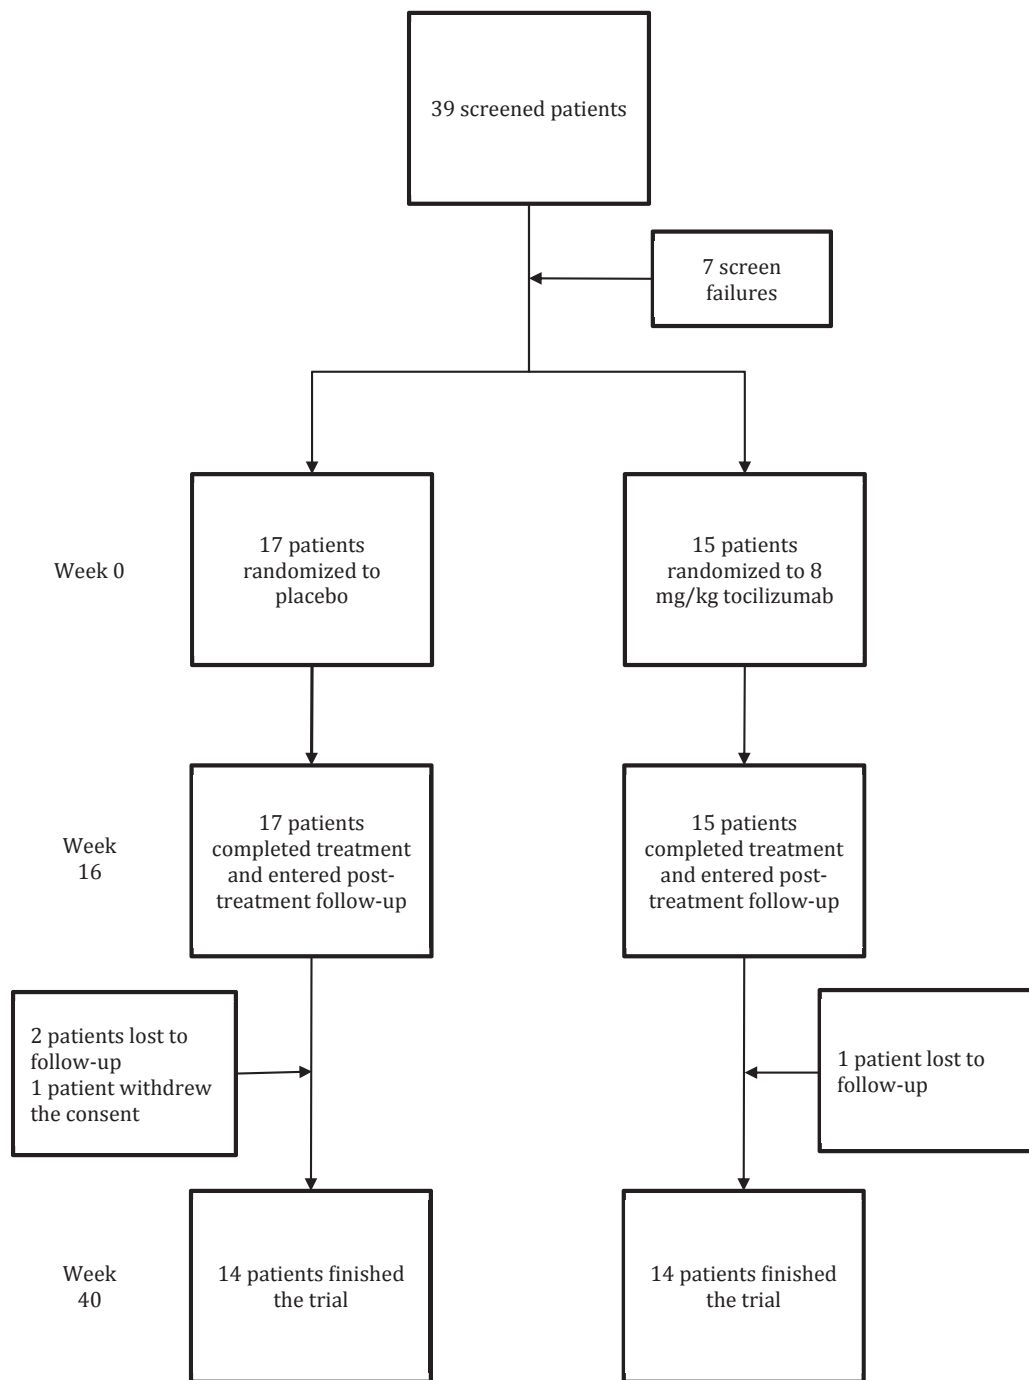 39 screened patients
7 screen
failures
Week 0
17 patients
randomized to
placebo
15 patients
randomized to 8
mg/kg tocilizumab
Week
16
17 patients
completed treatment
and entered post-
treatment follow-up
15 patients
completed treatment
and entered post-
treatment follow-up
2 patients lost to
follow-up
1 patient withdrew
the consent
1 patient lost to
follow-up
Week
40
14 patients finished
the trial
14 patients finished
the trial